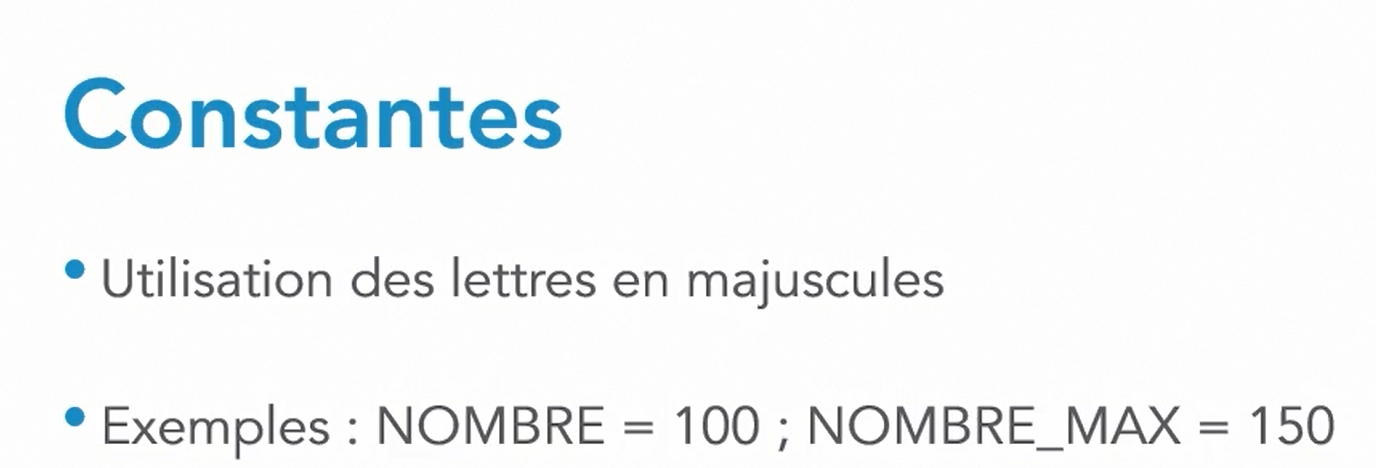 Constantes
• Utilisation des lettres en majuscules
• Exemples : NOMBRE = 100 ; NOMBRE_MAX = 150